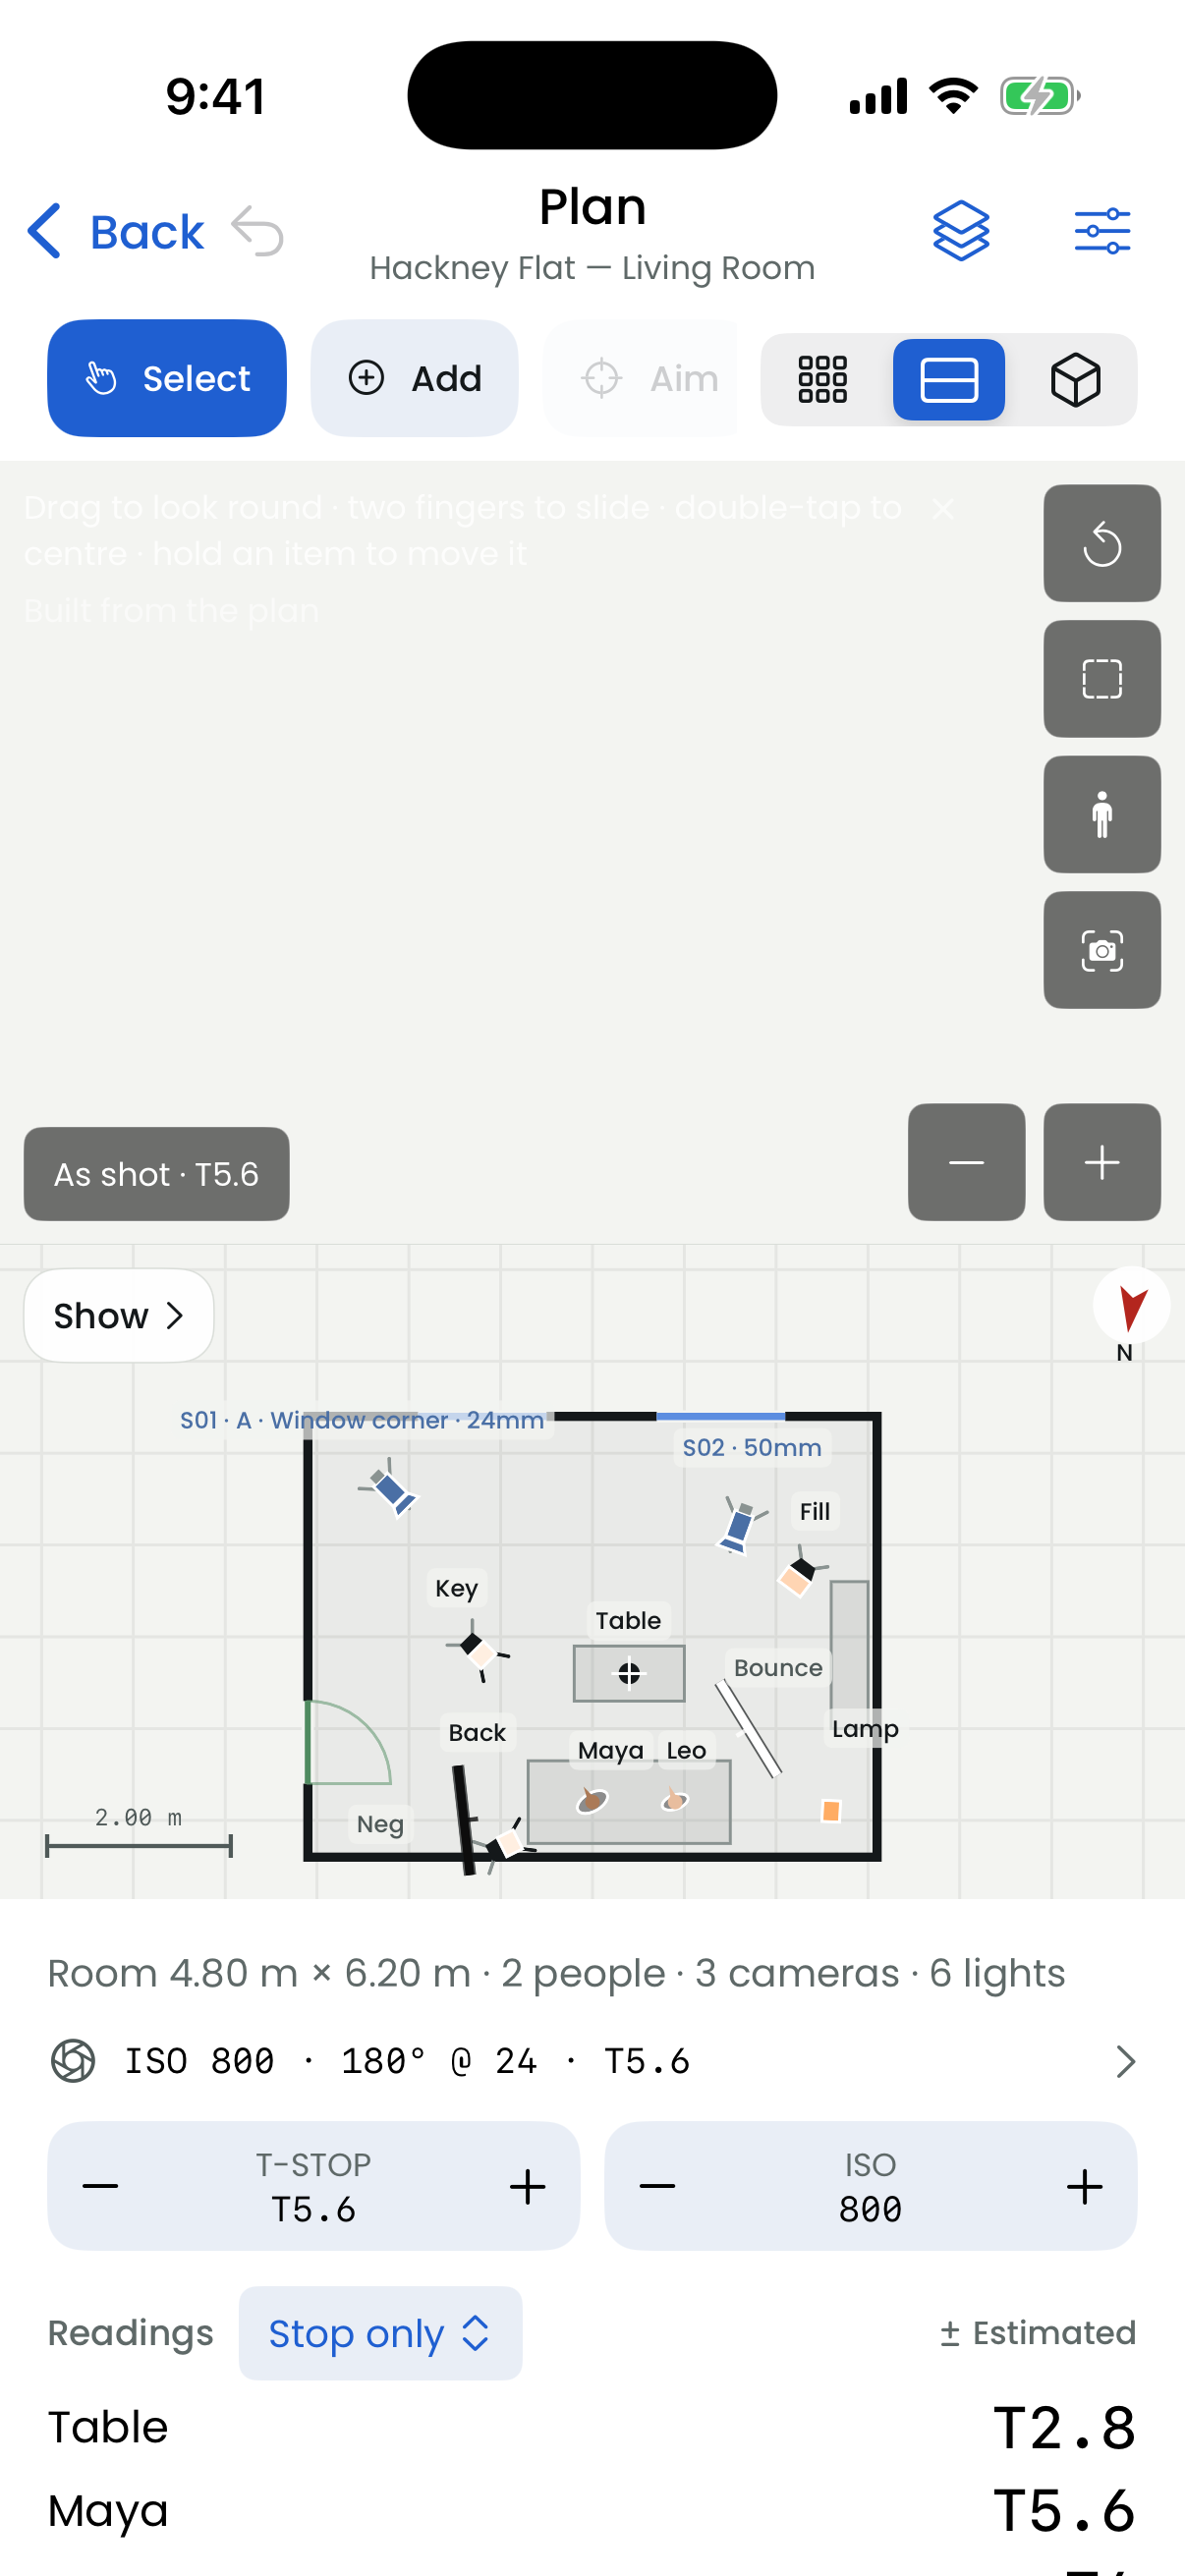 9:41
Back
Plan
Hackney Flat — Living Room
Select
Add
Aim
Drag to look round · two fingers to slide · double-tap to
centre · hold an item to move it
Built from the plan
As shot · T5.6
Show
N
S01 · A · Window corner · 24mm
S02 · 50mm
Fill
Key
Table
Bounce
Back
Lamp
Maya
Leo
Neg
2.00 m
Room 4.80 m × 6.20 m · 2 people · 3 cameras · 6 lights
ISO 800 · 180° @ 24 · T5.6
T-STOP
T5.6
ISO
800
Readings
Stop only
± Estimated
Table
T2.8
Maya
T5.6